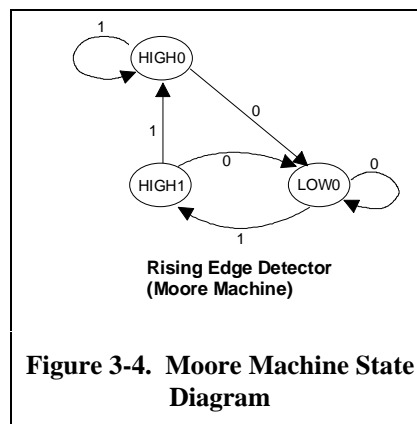 1
HIGH0
0
1
0
0
HIGH1
LOW0
1
Rising Edge Detector
(Moore Machine)
Figure 3-4. Moore Machine State
Diagram